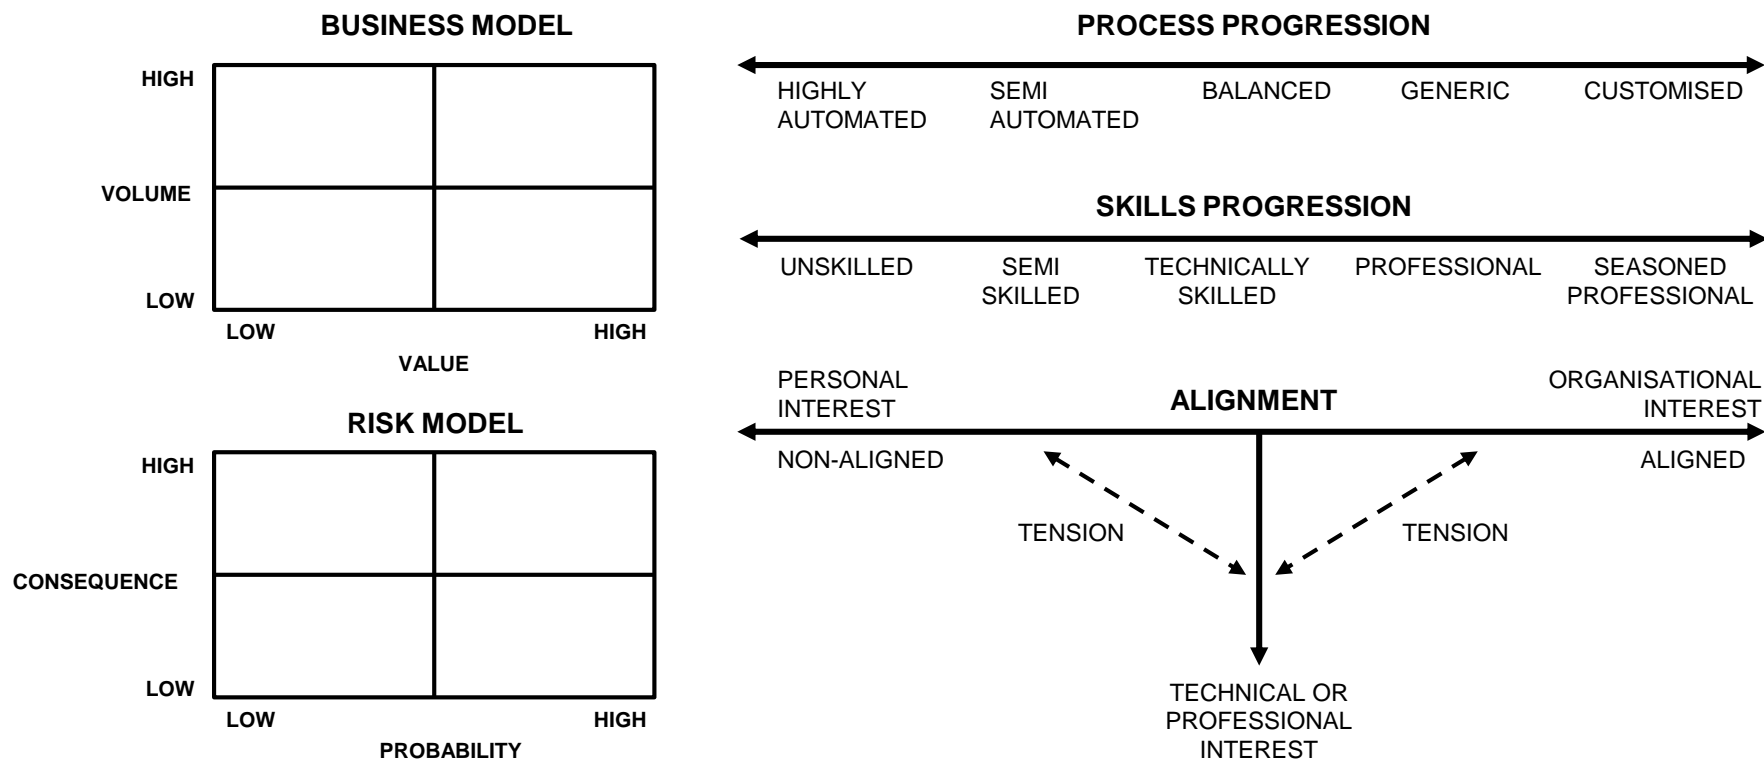 BUSINESS MODEL
HIGH
VOLUME
LOW
LOW
HIGH
VALUE
RISK MODEL
HIGH
CONSEQUENCE
LOW
LOW
HIGH
PROBABILITY
PROCESS PROGRESSION
HIGHLY
AUTOMATED
SEMI
AUTOMATED
BALANCED
GENERIC
CUSTOMISED
SKILLS PROGRESSION
UNSKILLED
SEMI
SKILLED
TECHNICALLY
SKILLED
PROFESSIONAL
SEASONED
PROFESSIONAL
PERSONAL
INTEREST
ALIGNMENT
ORGANISATIONAL
INTEREST
NON-ALIGNED
ALIGNED
TENSION
TENSION
TECHNICAL OR
PROFESSIONAL
INTEREST